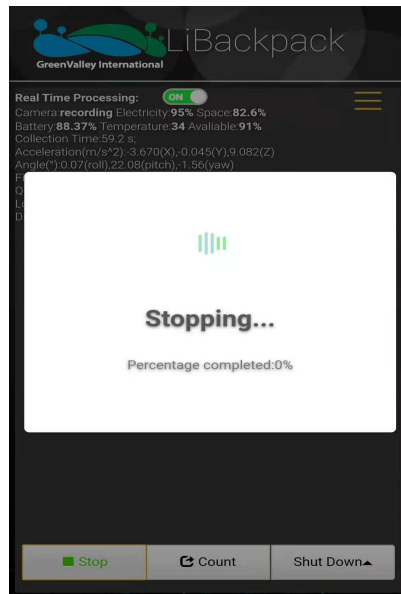 LiBackpack
GreenValley International
Real Time Processing: ON
Camera:recording Electricity:95% Space:82.6%
Battery:88.37% Temperature:34 Avaliable:91%
Collection Time:59.2 s;
Acceleration(m/s^2):-3.670(X),-0.045(Y),9.082(Z)
Angle(°):0.07(roll),22.08(pitch),-1.56(yaw)
Stopping...
Percentage completed:0%
Stop
Count
Shut Down